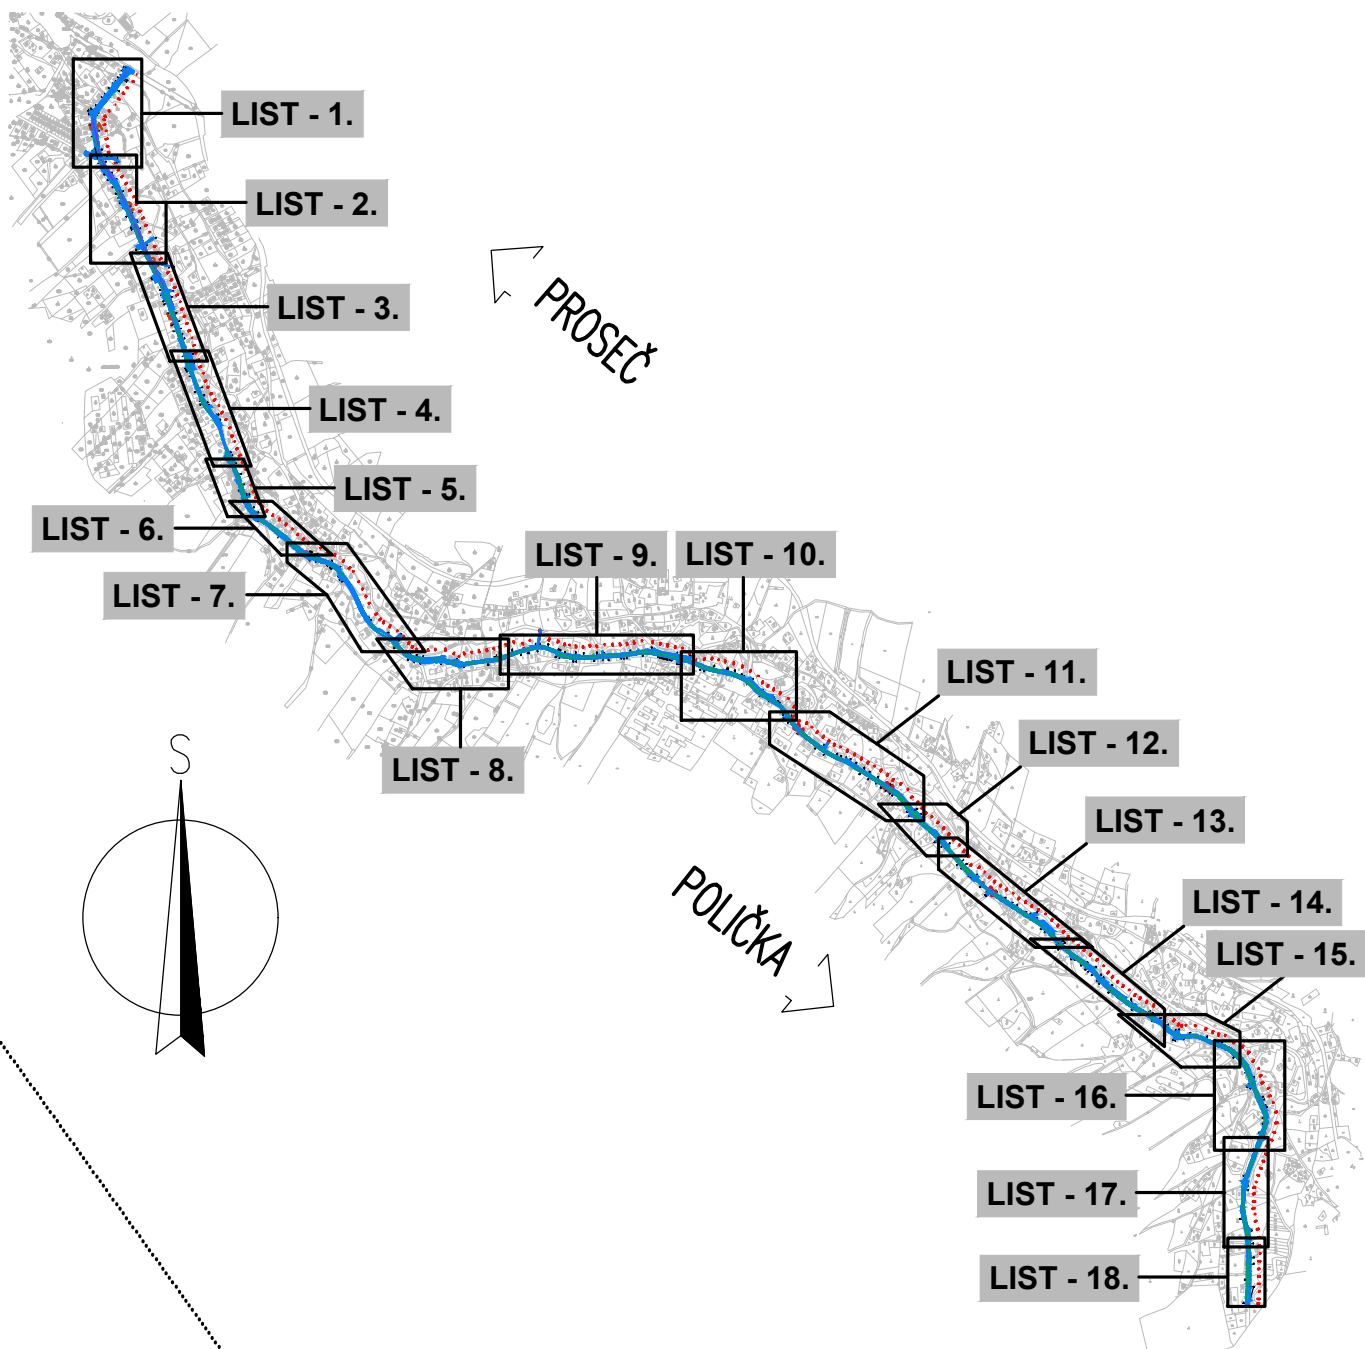 LIST - 1.
LIST - 2.
PROSEČ
LIST - 3.
LIST - 4.
LIST - 5.
LIST - 6.
LIST - 7.
LIST - 9.
LIST - 10.
LIST - 11.
LIST - 12.
S
LIST - 8.
LIST - 13.
POLIČKA
LIST - 14.
LIST - 15.
LIST - 16.
LIST - 17.
LIST - 18.